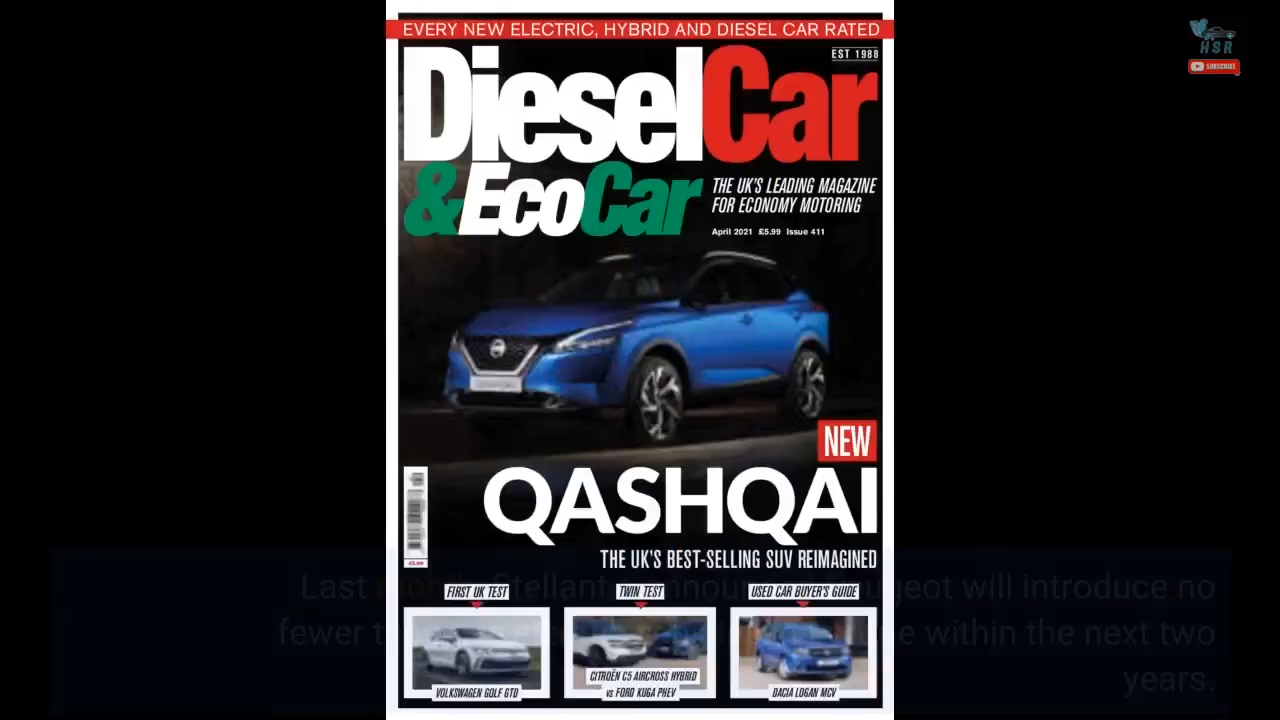 EVERY NEW ELECTRIC, HYBRID AND DIESEL CAR RATED
HSR
SUBSCRIBE
EST 1988
DieselCar
&EcoCar
THE UK'S LEADING MAGAZINE
FOR ECONOMY MOTORING
April 2021 £5.99 Issue 411
NEW
QASHQAI
THE UK'S BEST-SELLING SUV REIMAGINED
£5.99
FIRST UK TEST
TWIN TEST
USED CAR BUYER'S GUIDE
VOLKSWAGEN GOLF GTD
CITROËN C5 AIRCROSS HYBRID
vs FORD KUGA PHEV
DACIA LOGAN MCV
Last will introduce no
fewer within the next two
years.